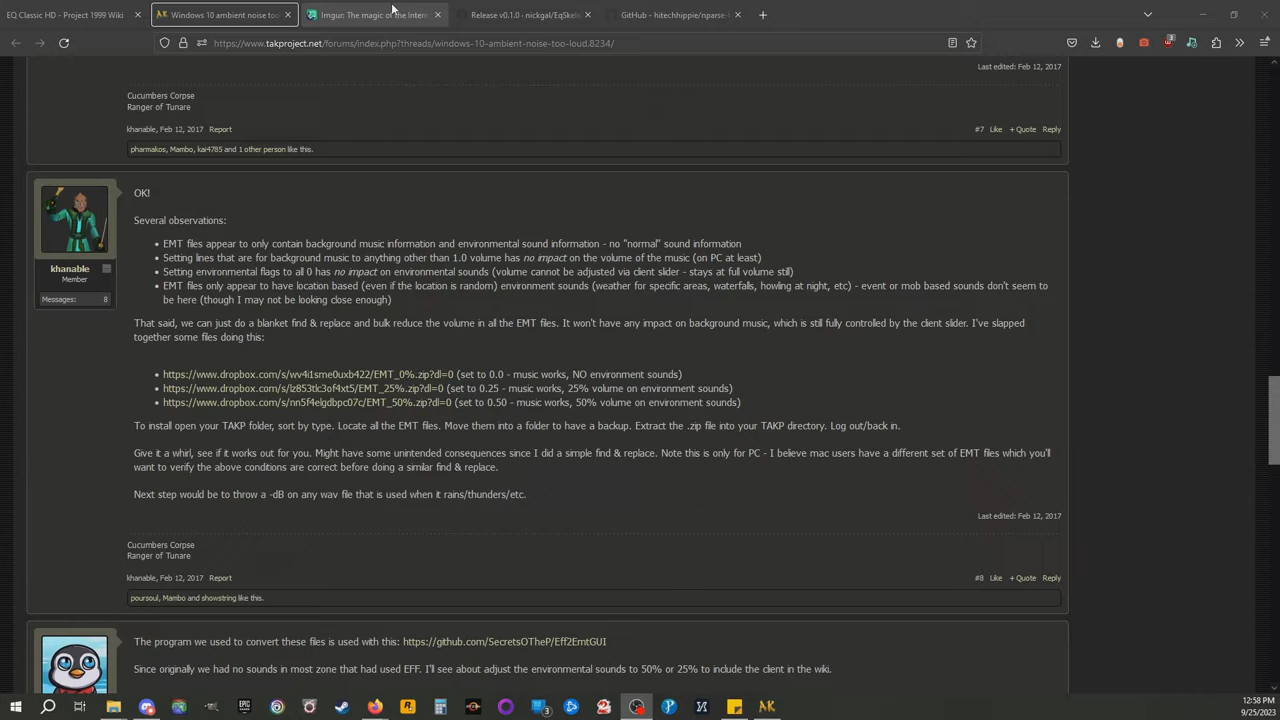 EQ Classic HD - Project 1999 Wiki
Windows 10 ambient noise too
Imgur: The magic of the Intern
Release v0.1.0 · nickgal/EqSkele
GitHub - hitechhippie/nparse-
https://www.takproject.net/forums/index.php?threads/windows-10-ambient-noise-too-loud.8234/
Last edited: Feb 12, 2017
Cucumbers Corpse
Ranger of Tunare
khanable, Feb 12, 2017 Report #7 Like + Quote Reply
pharmakos, Mambo, kai4785 and 1 other person like this.
khanable
Member
Messages: 8
OK!
Several observations:
• EMT files appear to only contain background music information and environmental sound information - no "normal" sound information
• Setting lines that are for background music to anything other than 1.0 volume has no impact on the volume of the music (on PC at least)
• Setting environmental flags to all 0 has no impact on environmental sounds (volume cannot be adjusted via client slider - stays at full volume still)
• EMT files only appear to have location based (even if the location is random) environment sounds (weather for specific areas, waterfalls, howling at night, etc) - event or mob based sounds don't seem to
be here (though I may not be looking close enough)
That said, we can just do a blanket find & replace and bulk reduce the volume in all the EMT files. It won't have any impact on background music, which is still fully controlled by the client slider. I've slapped
together some files doing this:
• https://www.dropbox.com/s/wv4i1sme0uxb422/EMT_0%.zip?dl=0 (set to 0.0 - music works, NO environment sounds)
• https://www.dropbox.com/s/lz853tlc3of4xt5/EMT_25%.zip?dl=0 (set to 0.25 - music works, 25% volume on environment sounds)
• https://www.dropbox.com/s/nn5f4elgdbpc07c/EMT_50%.zip?dl=0 (set to 0.50 - music works, 50% volume on environment sounds)
To install open your TAKP folder, sort by type. Locate all the EMT files. Move them into a folder to have a backup. Extract the .zip file into your TAKP directory. Log out/back in.
Give it a whirl, see if it works out for you. Might have some unintended consequences since I did a simple find & replace. Note this is only for PC - I believe mac users have a different set of EMT files which you'll
want to verify the above conditions are correct before doing a similar find & replace.
Next step would be to throw a -dB on any wav file that is used when it rains/thunders/etc.
Last edited: Feb 12, 2017
Cucumbers Corpse
Ranger of Tunare
khanable, Feb 12, 2017 Report #8 Like + Quote Reply
poursoul, Mambo and showstring like this.
The program we used to convert these files is used with this: https://github.com/SecretsOTheP/Eff2EmtGUI
Since originally we had no sounds in most zone that had used EFF. I'll see about adjust the environmental sounds to 50% or 25% to include the client in the wiki.
12:58 PM
9/25/2023